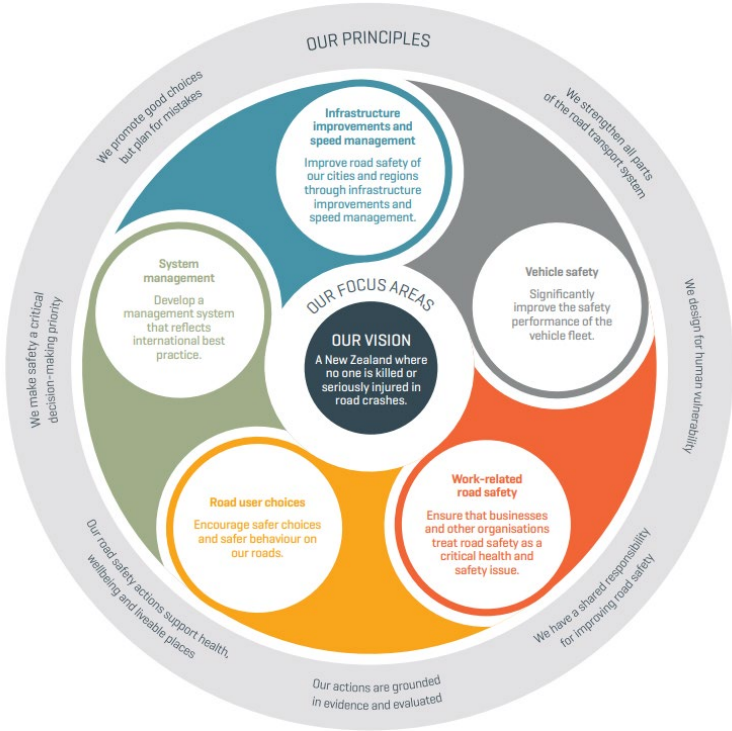 OUR PRINCIPLES
We promote good choices
but plan for mistakes
We strengthen all parts
of the road transport system
We design for human vulnerability
We have a shared responsibility
for improving road safety
Our actions are grounded
in evidence and evaluated
Our road safety actions support health,
wellbeing and liveable places
We make safety a critical
decision-making priority
Infrastructure
improvements and
speed management
Improve road safety of
our cities and regions
through infrastructure
improvements and
speed management.
Vehicle safety
Significantly
improve the safety
performance of the
vehicle fleet.
Work-related
road safety
Ensure that businesses
and other organisations
treat road safety as a
critical health and
safety issue.
Road user choices
Encourage safer choices
and safer behaviour on
our roads.
System
management
Develop a
management system
that reflects
international best
practice.
OUR FOCUS AREAS
OUR VISION
A New Zealand where
no one is killed or
seriously injured in
road crashes.